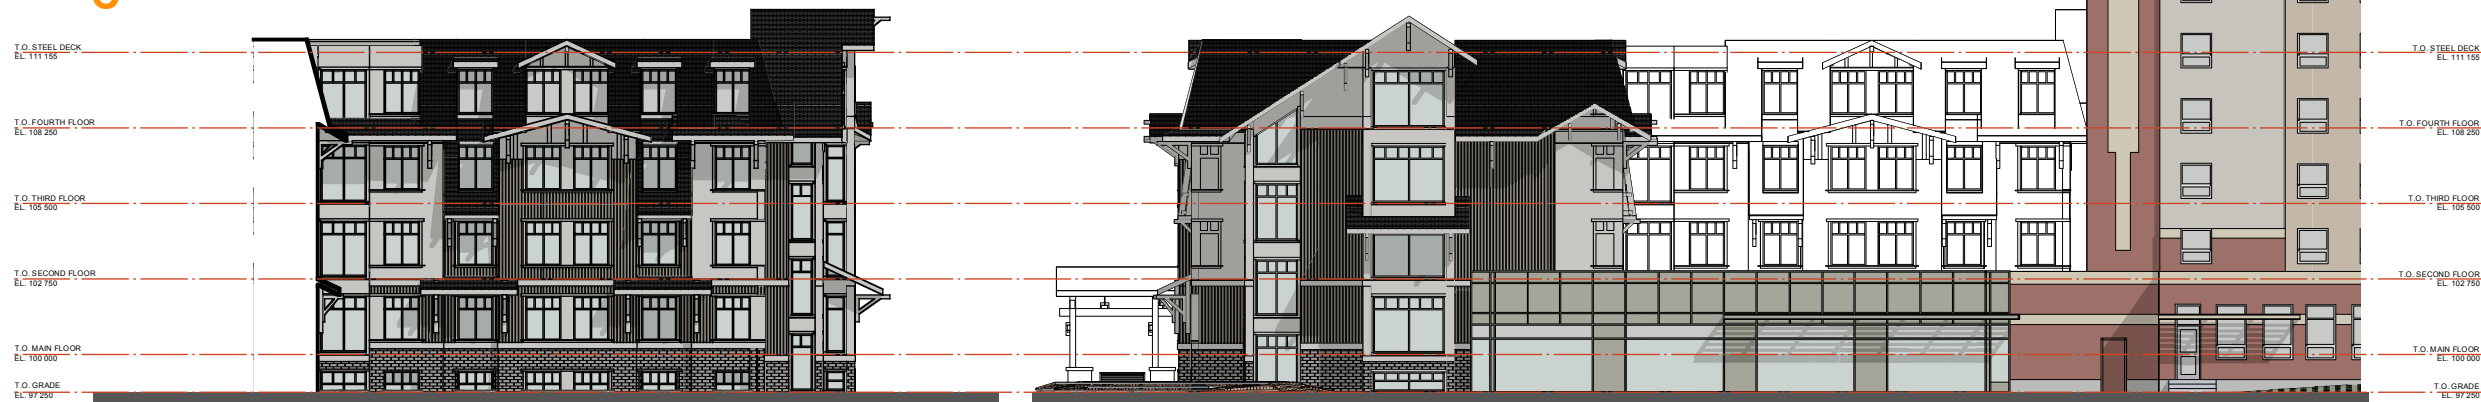 T.O. STEEL DECK
EL. 111 155
T.O. FOURTH FLOOR
EL. 108 250
T.O. THIRD FLOOR
EL. 105 500
T.O. SECOND FLOOR
EL. 102 750
T.O. MAIN FLOOR
EL. 100 000
T.O. GRADE
EL. 97 250
T.O. STEEL DECK
EL. 111 155
T.O. FOURTH FLOOR
EL. 108 250
T.O. THIRD FLOOR
EL. 105 500
T.O. SECOND FLOOR
EL. 102 750
T.O. MAIN FLOOR
EL. 100 000
T.O. GRADE
EL. 97 250